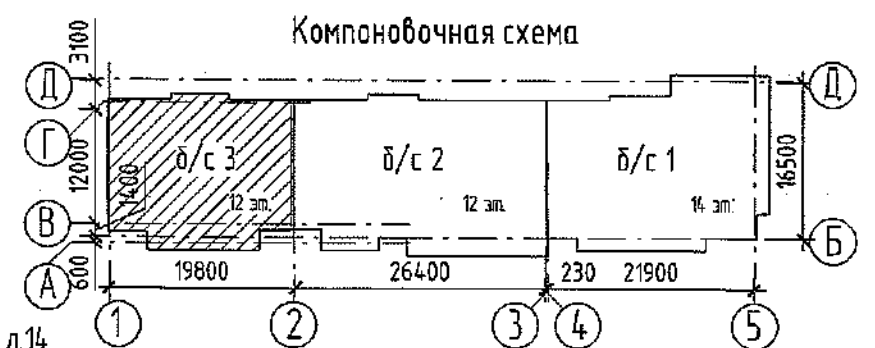 Компоновочная схема
3100
Д
Д
Г
12000
1400
б/с 3
б/с 2
б/с 1
16500
12 эт.
12 эт.
14 эт.
В
Б
А
600
19800
26400
230
21900
1
2
3
4
5
л.14